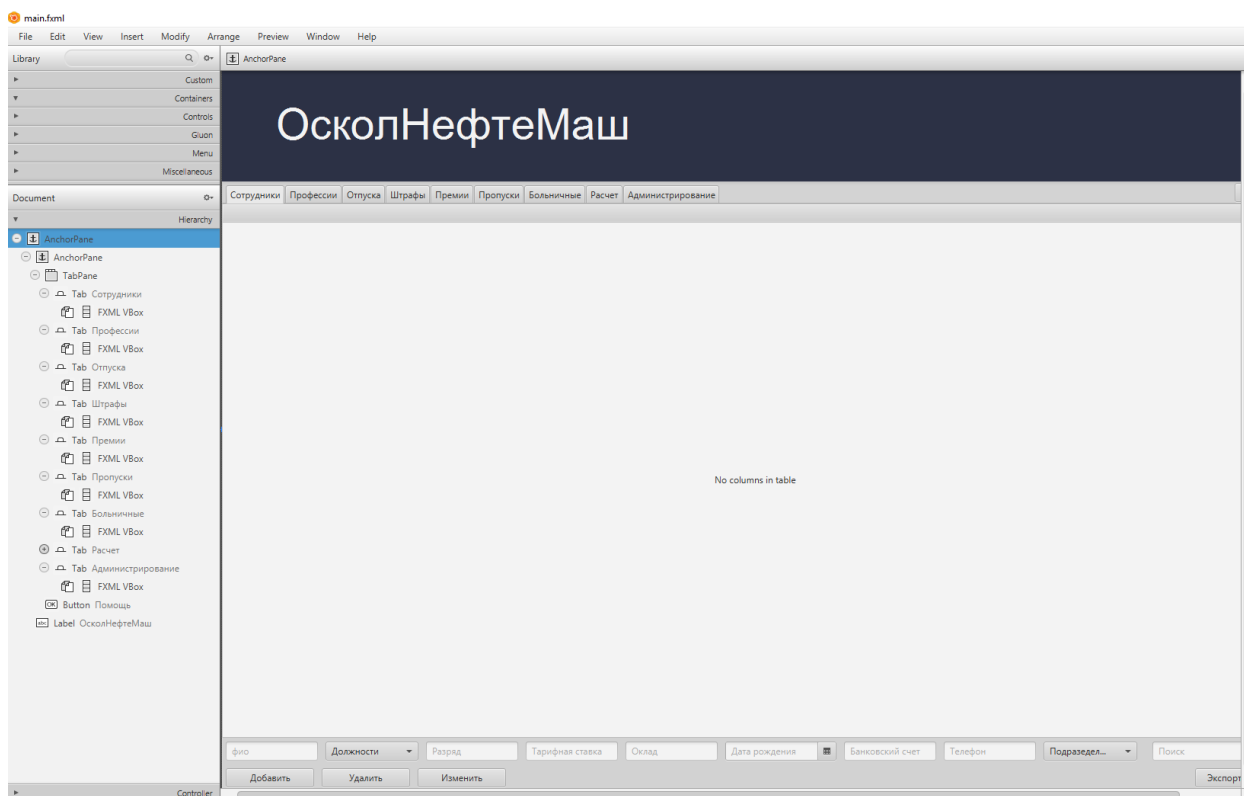 main.fxml
File Edit View Insert Modify Arrange Preview Window Help
Library
AnchorPane
Custom
Containers
Controls
Gluon
Menu
Miscellaneous
ОсколНефтеМаш
Document
Hierarchy
Сотрудники Профессии Отпуска Штрафы Премии Пропуски Больничные Расчет Администрирование
AnchorPane
AnchorPane
TabPane
Tab Сотрудники
FXML VBox
Tab Профессии
FXML VBox
Tab Отпуска
FXML VBox
Tab Штрафы
FXML VBox
Tab Премии
FXML VBox
Tab Пропуски
FXML VBox
Tab Больничные
FXML VBox
Tab Расчет
Tab Администрирование
FXML VBox
OK Button Помощь
abc Label ОсколНефтеМаш
No columns in table
фио Должности Разряд Тарифная ставка Оклад Дата рождения Банковский счет Телефон Подразедел... Поиск
Добавить Удалить Изменить Экспорт
Controller